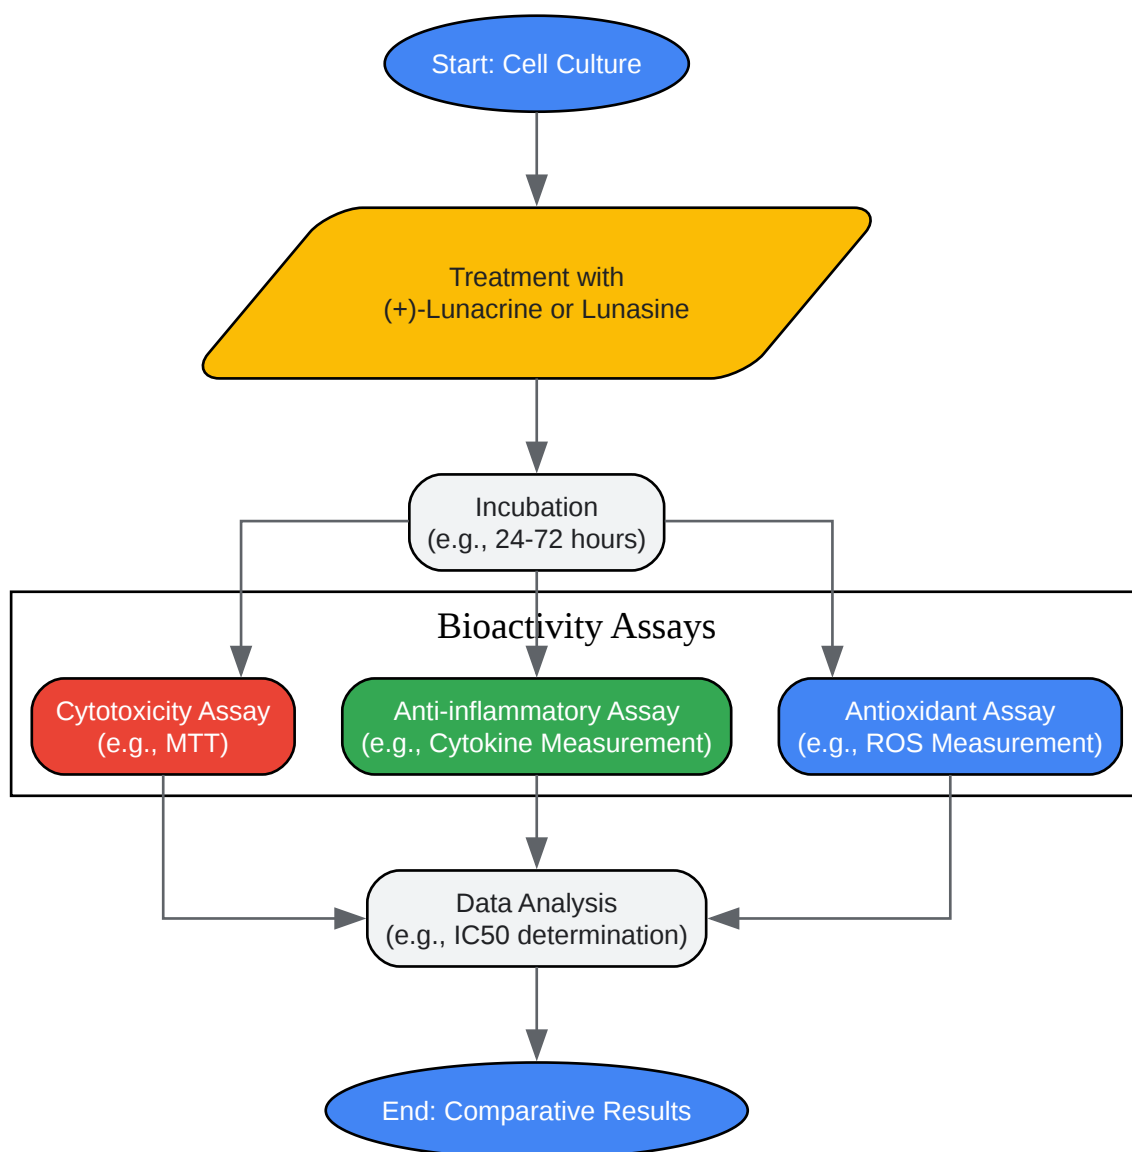 Start: Cell Culture
Treatment with
(+)-Lunacrine or Lunasine
Incubation
(e.g., 24-72 hours)
Bioactivity Assays
Cytotoxicity Assay
(e.g., MTT)
Anti-inflammatory Assay
(e.g., Cytokine Measurement)
Antioxidant Assay
(e.g., ROS Measurement)
Data Analysis
(e.g., IC50 determination)
End: Comparative Results